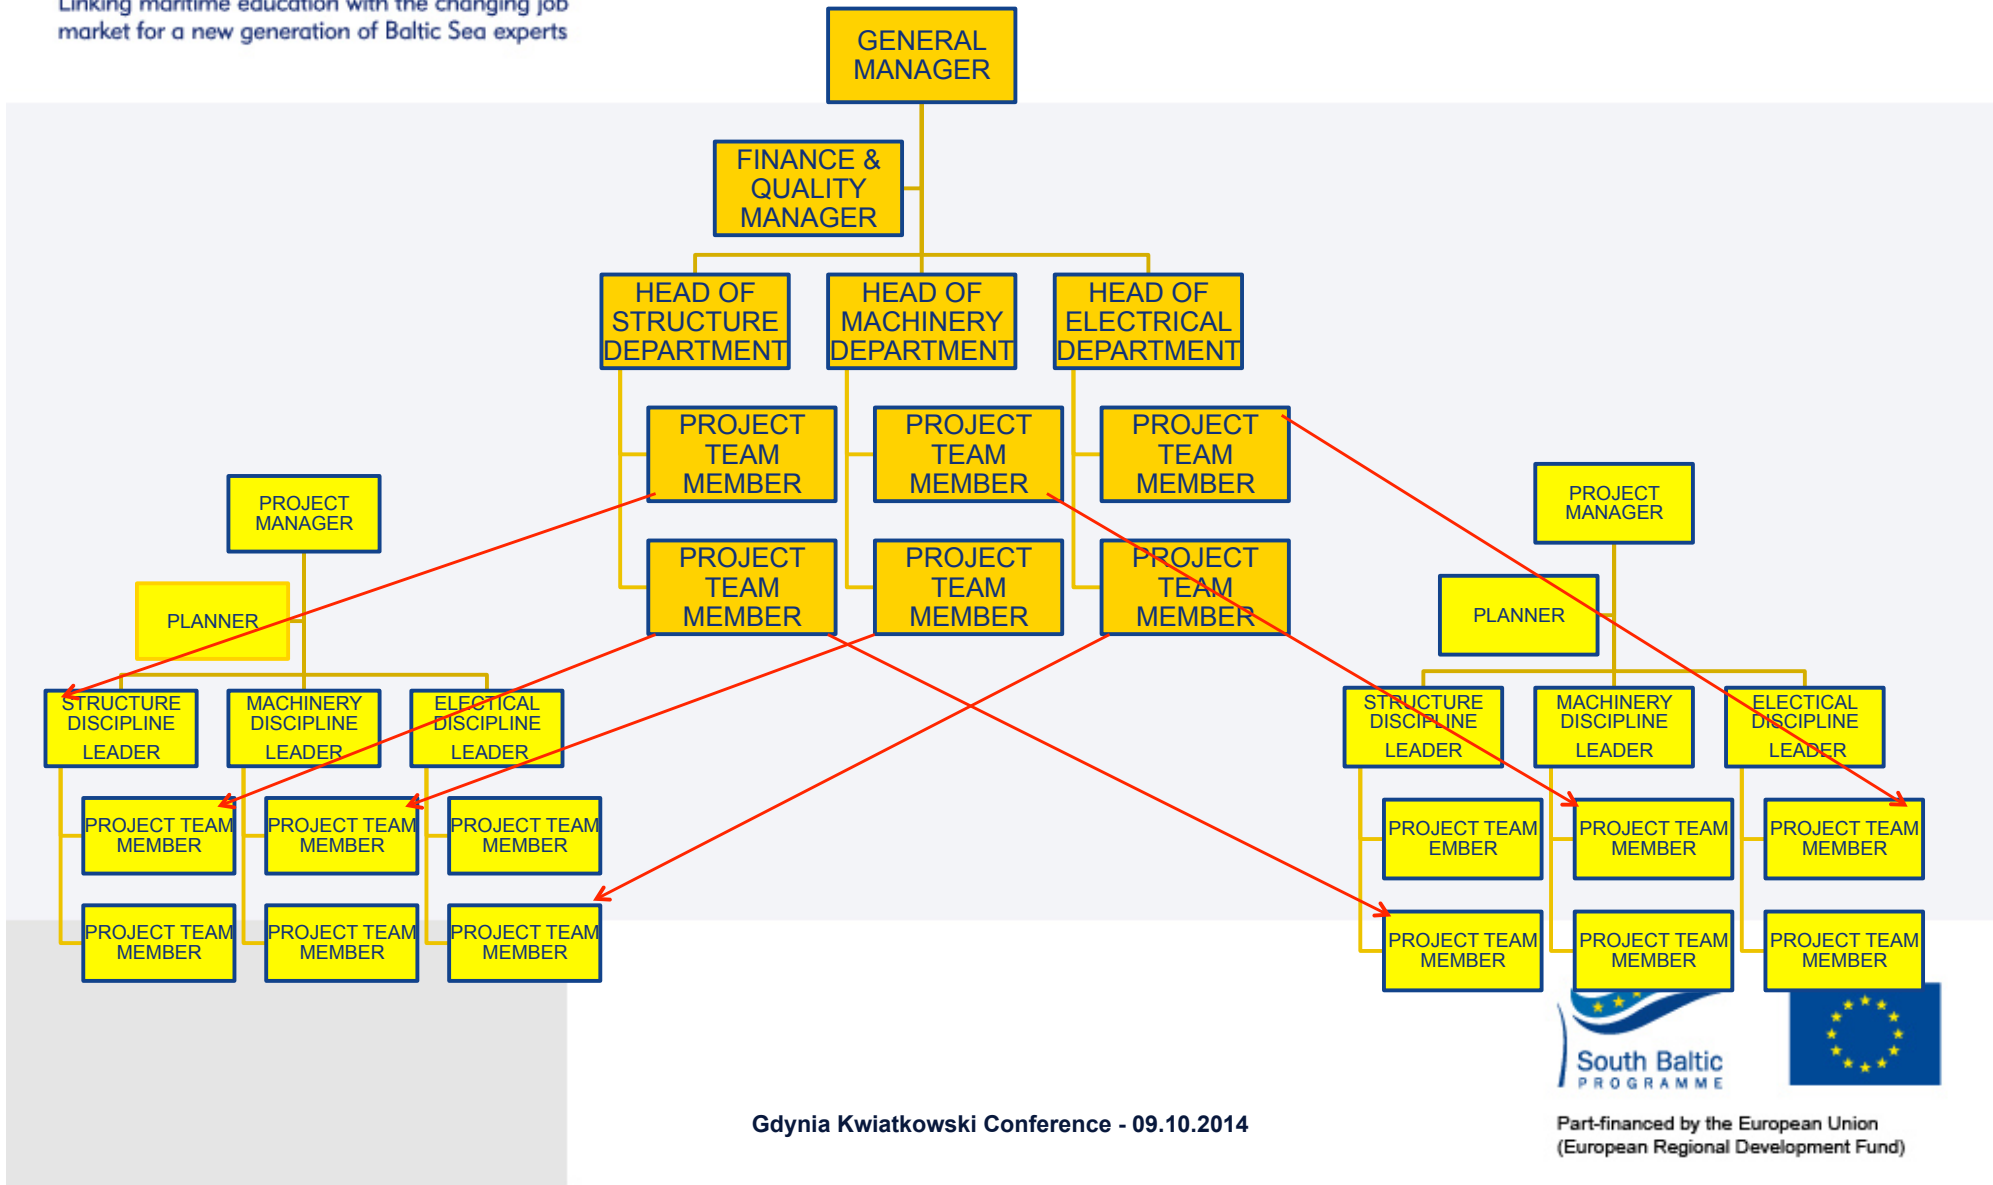 Linking maritime education with the changing job
market for a new generation of Baltic Sea experts
GENERAL
MANAGER
FINANCE &
QUALITY
MANAGER
HEAD OF
STRUCTURE
DEPARTMENT
HEAD OF
MACHINERY
DEPARTMENT
HEAD OF
ELECTRICAL
DEPARTMENT
PROJECT
TEAM
MEMBER
PROJECT
TEAM
MEMBER
PROJECT
TEAM
MEMBER
PROJECT
TEAM
MEMBER
PROJECT
TEAM
MEMBER
PROJECT
TEAM
MEMBER
PROJECT
MANAGER
PLANNER
STRUCTURE
DISCIPLINE
LEADER
MACHINERY
DISCIPLINE
LEADER
ELECTICAL
DISCIPLINE
LEADER
PROJECT TEAM
MEMBER
PROJECT TEAM
MEMBER
PROJECT TEAM
MEMBER
PROJECT TEAM
MEMBER
PROJECT TEAM
MEMBER
PROJECT TEAM
MEMBER
PROJECT
MANAGER
PLANNER
STRUCTURE
DISCIPLINE
LEADER
MACHINERY
DISCIPLINE
LEADER
ELECTICAL
DISCIPLINE
LEADER
PROJECT TEAM
EMBER
PROJECT TEAM
MEMBER
PROJECT TEAM
MEMBER
PROJECT TEAM
MEMBER
PROJECT TEAM
MEMBER
PROJECT TEAM
MEMBER
South Baltic
PROGRAMME
Gdynia Kwiatkowski Conference - 09.10.2014
Part-financed by the European Union
(European Regional Development Fund)